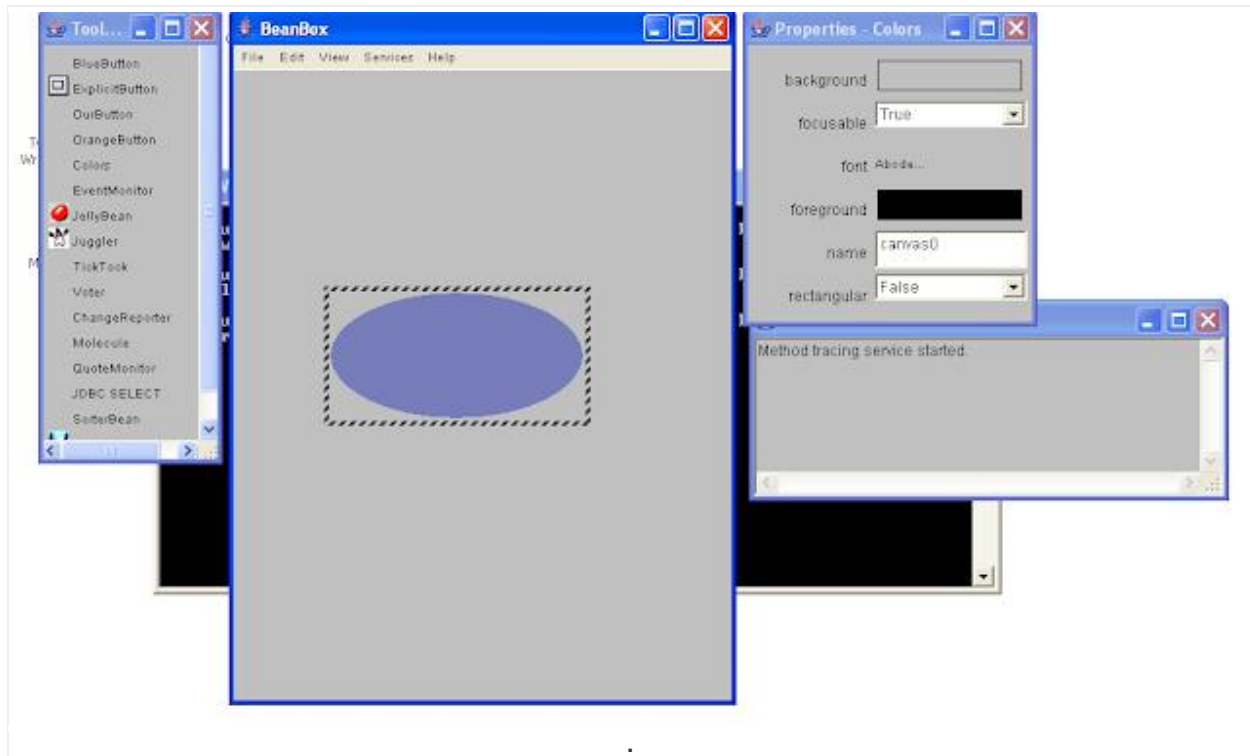 Tool...
BlueButton
ExplicitButton
OurButton
OrangeButton
Colors
EventMonitor
JellyBean
Juggler
TickTock
Voter
ChangeReporter
Molecule
QuoteMonitor
JDBC SELECT
SorterBean
BeanBox
File Edit View Services Help
Properties - Colors
background
focusable True
font Abcde...
foreground
name canvas0
rectangular False
Method tracing service started.